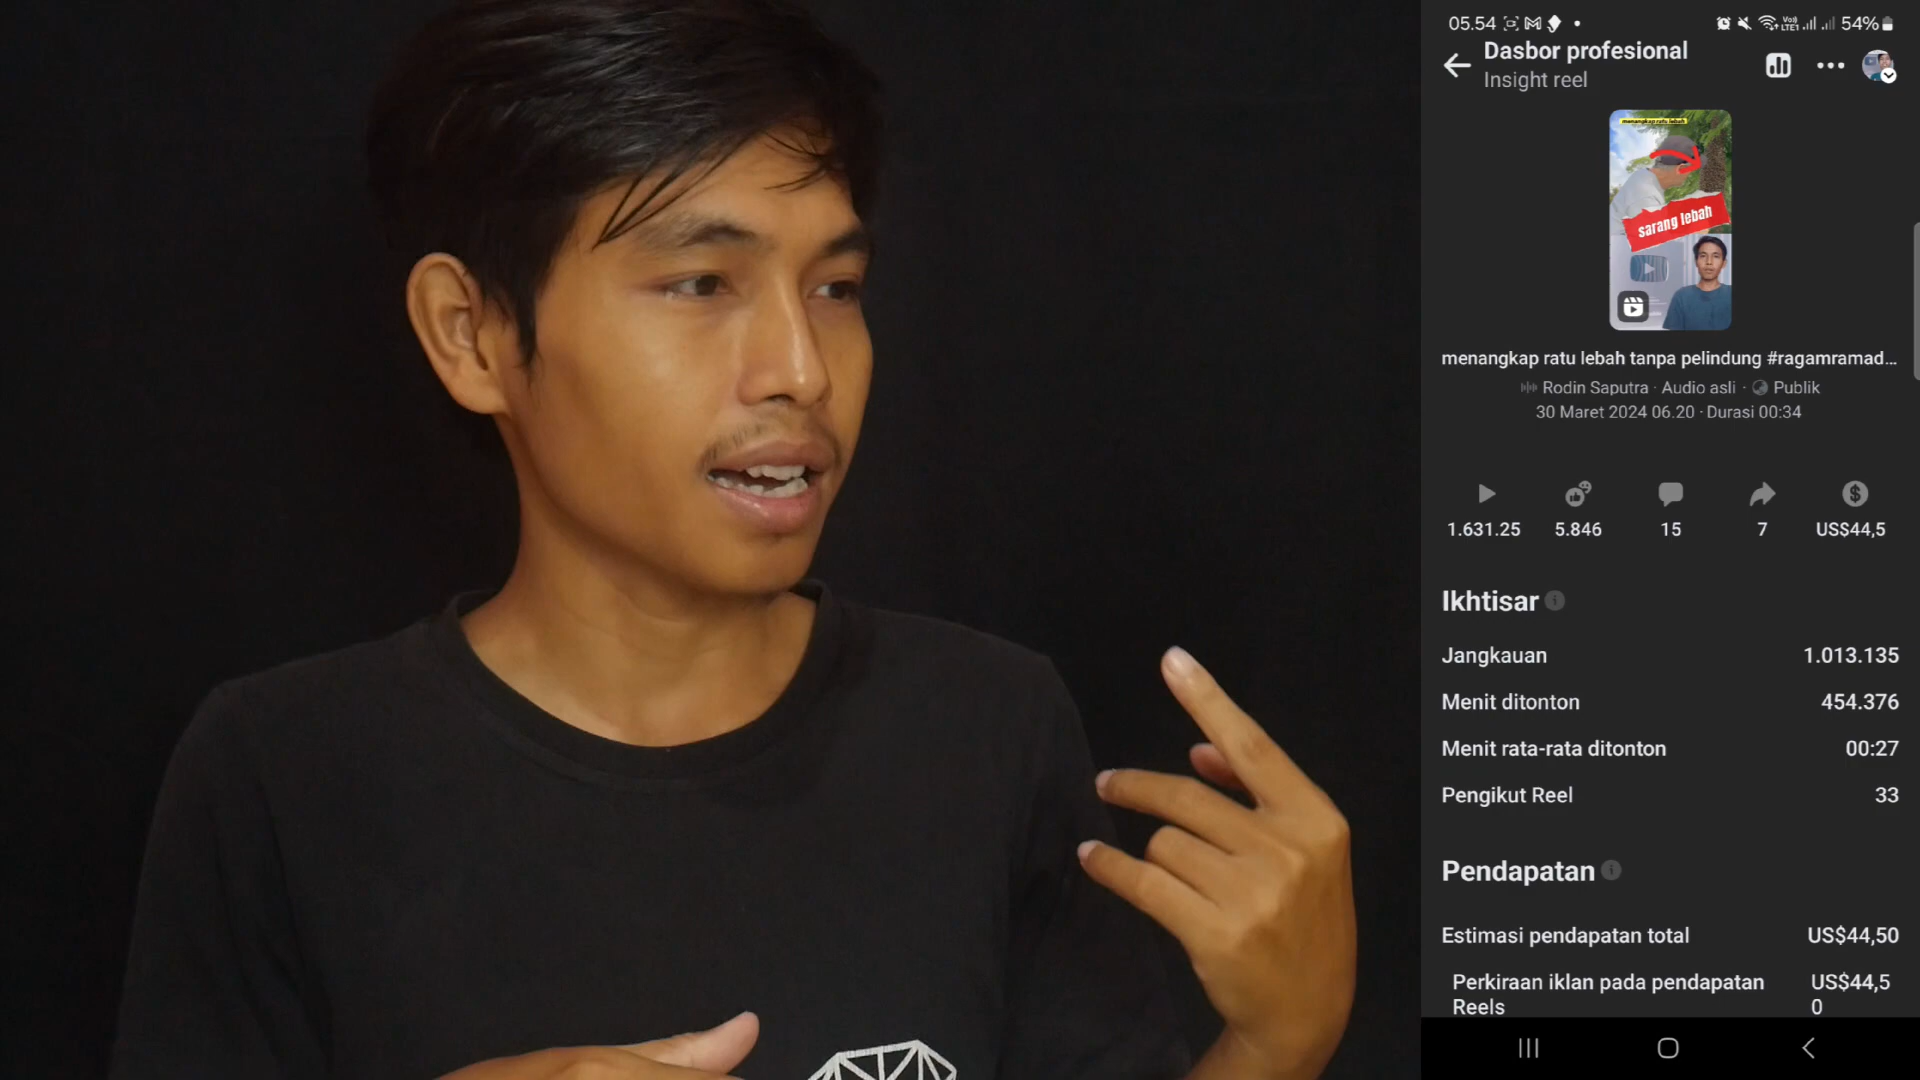 05.54
54%
Dasbor profesional
Insight reel
menangkap ratu lebah
sarang lebah
menangkap ratu lebah tanpa pelindung #ragamramad...
Rodin Saputra · Audio asli · Publik
30 Maret 2024 06.20 · Durasi 00:34
1.631.25 5.846 15 7 US$44,5
Ikhtisar
Jangkauan 1.013.135
Menit ditonton 454.376
Menit rata-rata ditonton 00:27
Pengikut Reel 33
Pendapatan
Estimasi pendapatan total US$44,50
Perkiraan iklan pada pendapatan US$44,5
Reels 0